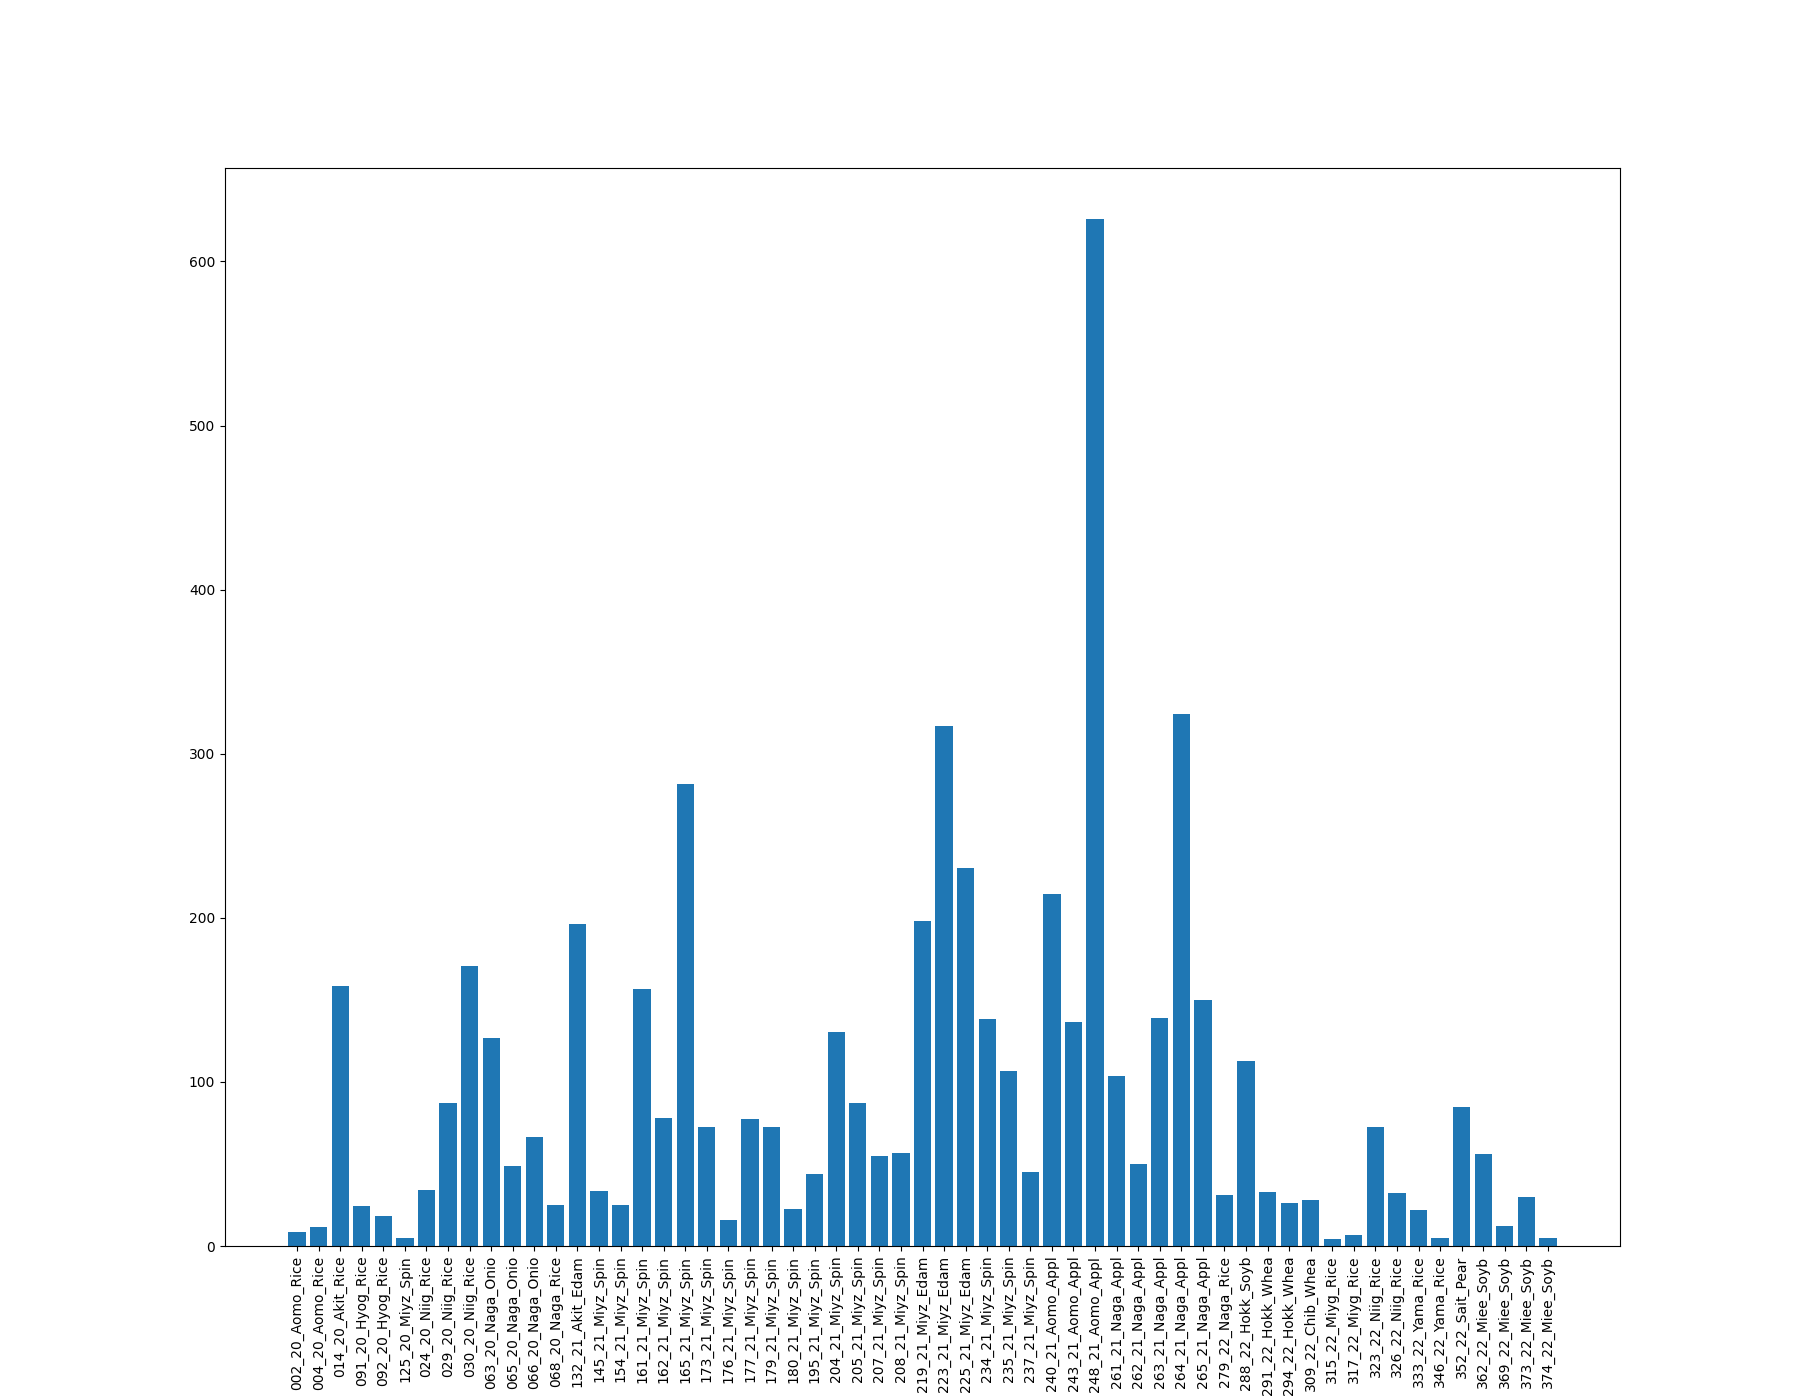 600
500
400
300
200
100
0
002_20_Aomo_Rice
004_20_Aomo_Rice
014_20_Akit_Rice
091_20_Hyog_Rice
092_20_Hyog_Rice
125_20_Miyz_Spin
024_20_Niig_Rice
029_20_Niig_Rice
030_20_Niig_Rice
063_20_Naga_Onio
065_20_Naga_Onio
066_20_Naga_Onio
068_20_Naga_Rice
132_21_Akit_Edam
145_21_Miyz_Spin
154_21_Miyz_Spin
161_21_Miyz_Spin
162_21_Miyz_Spin
165_21_Miyz_Spin
173_21_Miyz_Spin
176_21_Miyz_Spin
177_21_Miyz_Spin
179_21_Miyz_Spin
180_21_Miyz_Spin
195_21_Miyz_Spin
204_21_Miyz_Spin
205_21_Miyz_Spin
207_21_Miyz_Spin
208_21_Miyz_Spin
219_21_Miyz_Edam
223_21_Miyz_Edam
225_21_Miyz_Edam
234_21_Miyz_Spin
235_21_Miyz_Spin
237_21_Miyz_Spin
240_21_Aomo_Appl
243_21_Aomo_Appl
248_21_Aomo_Appl
261_21_Naga_Appl
262_21_Naga_Appl
263_21_Naga_Appl
264_21_Naga_Appl
265_21_Naga_Appl
279_22_Naga_Rice
288_22_Hokk_Soyb
291_22_Hokk_Whea
294_22_Hokk_Whea
309_22_Chib_Whea
315_22_Miyg_Rice
317_22_Miyg_Rice
323_22_Niig_Rice
326_22_Niig_Rice
333_22_Yama_Rice
346_22_Yama_Rice
352_22_Sait_Pear
362_22_Miee_Soyb
369_22_Miee_Soyb
373_22_Miee_Soyb
374_22_Miee_Soyb